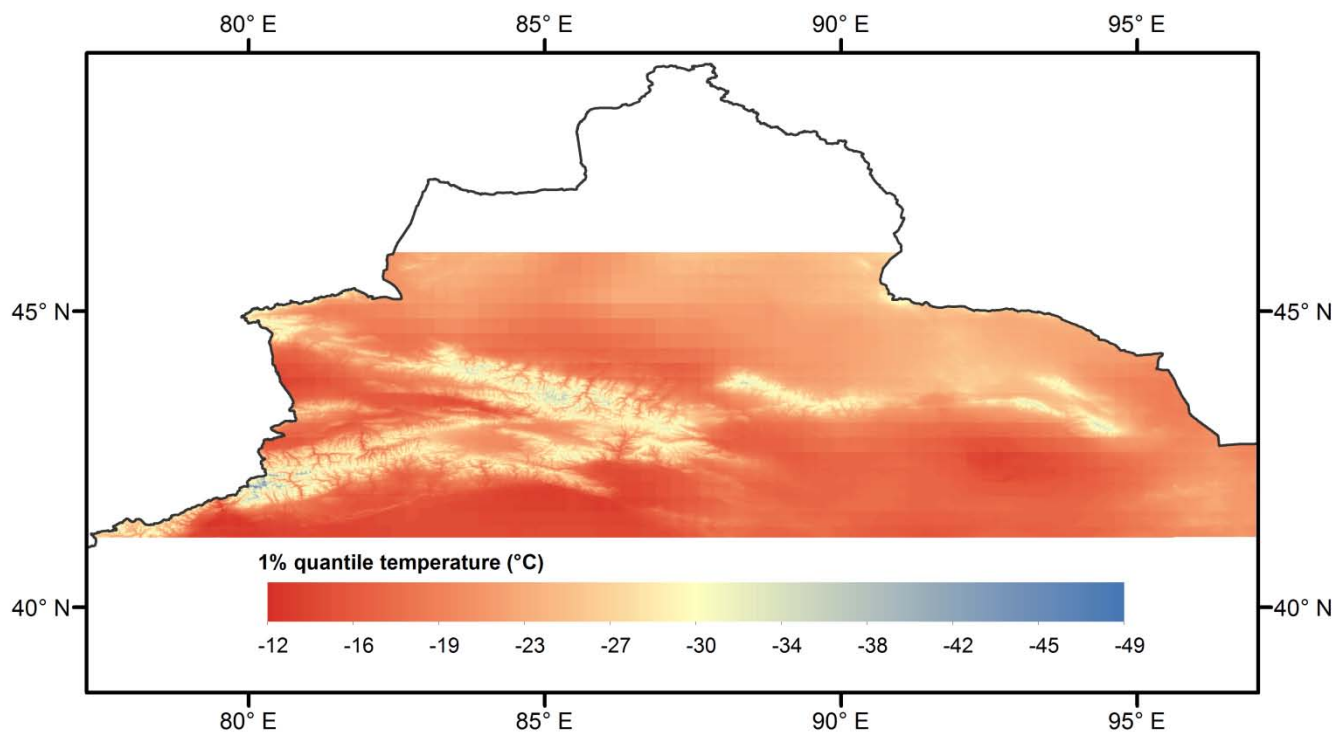 80° E 85° E 90° E 95° E
45° N 45° N
1% quantile temperature (°C)
-12 -16 -19 -23 -27 -30 -34 -38 -42 -45 -49
40° N 40° N
80° E 85° E 90° E 95° E